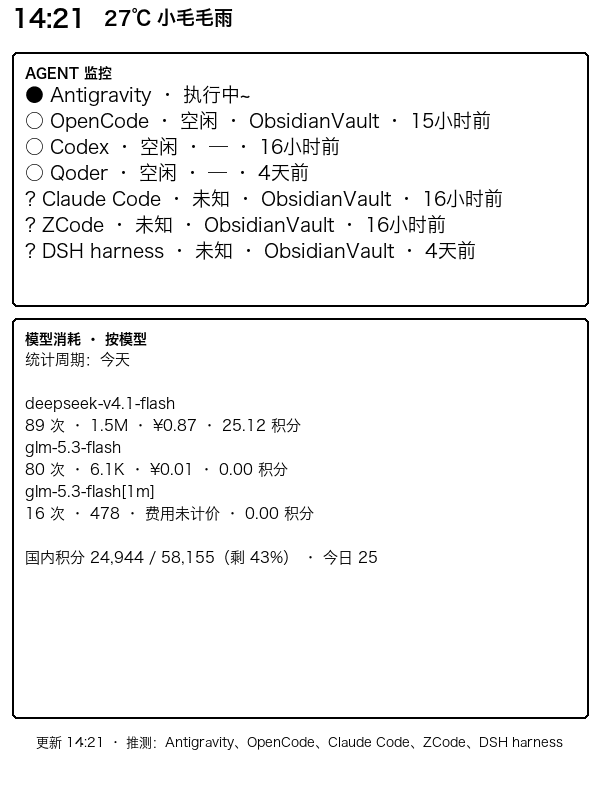 14:21 27°C 小毛毛雨
AGENT 监控
● Antigravity · 执行中~
○ OpenCode · 空闲 · ObsidianVault · 15小时前
○ Codex · 空闲 · — · 16小时前
○ Qoder · 空闲 · — · 4天前
? Claude Code · 未知 · ObsidianVault · 16小时前
? ZCode · 未知 · ObsidianVault · 16小时前
? DSH harness · 未知 · ObsidianVault · 4天前
模型消耗 · 按模型
统计周期：今天
deepseek-v4.1-flash
89 次 · 1.5M · ¥0.87 · 25.12 积分
glm-5.3-flash
80 次 · 6.1K · ¥0.01 · 0.00 积分
glm-5.3-flash[1m]
16 次 · 478 · 费用未计价 · 0.00 积分
国内积分 24,944 / 58,155（剩 43%） · 今日 25
更新 14:21 · 推测：Antigravity、OpenCode、Claude Code、ZCode、DSH harness